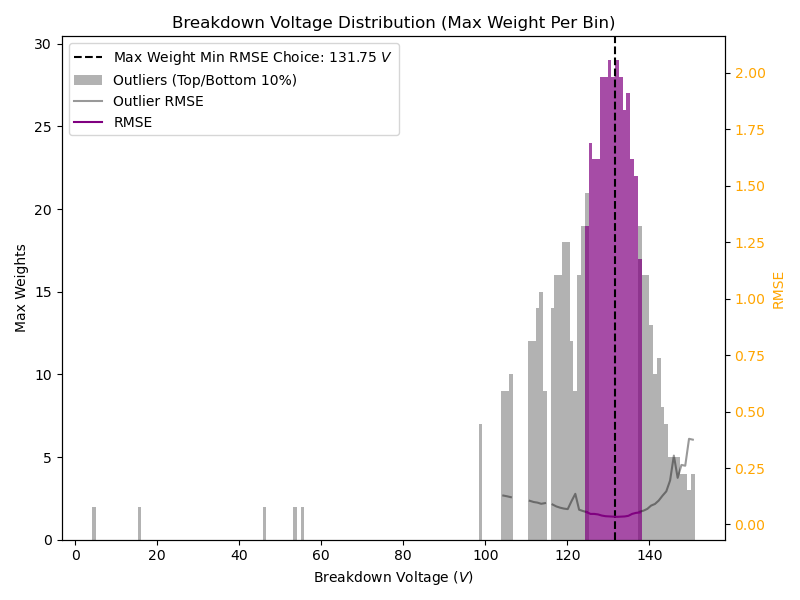 Breakdown Voltage Distribution (Max Weight Per Bin)
Max Weight Min RMSE Choice: 131.75 V
Outliers (Top/Bottom 10%)
Outlier RMSE
RMSE
30
25
20
15
10
5
0
Max Weights
2.00
1.75
1.50
1.25
1.00
0.75
0.50
0.25
0.00
RMSE
0 20 40 60 80 100 120 140
Breakdown Voltage (V)